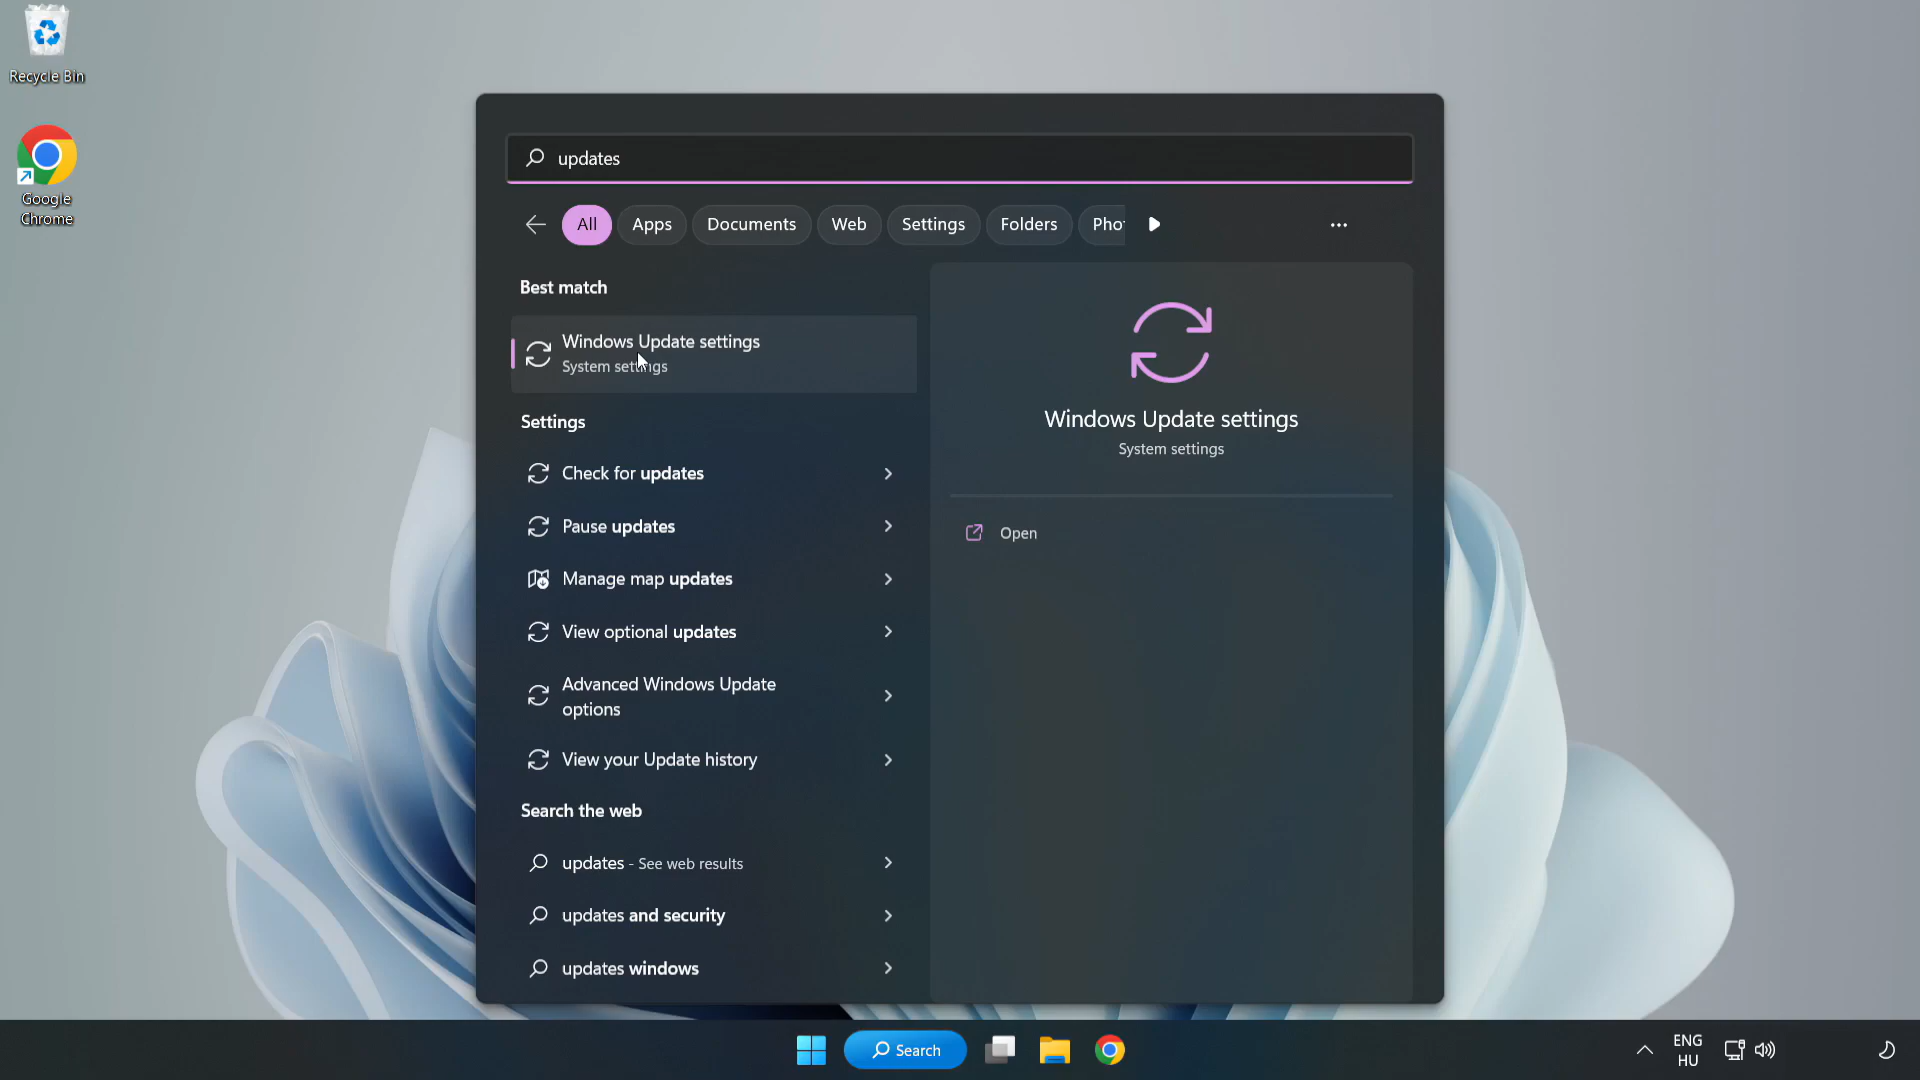 Recycle Bin
Google
Chrome
updates
All
Apps
Documents
Web
Settings
Folders
Best match
Windows Update settings
System settings
Settings
Check for updates
Pause updates
Manage map updates
View optional updates
Advanced Windows Update
options
View your Update history
Search the web
updates - See web results
updates and security
updates windows
Windows Update settings
System settings
Open
Search
ENG
HU